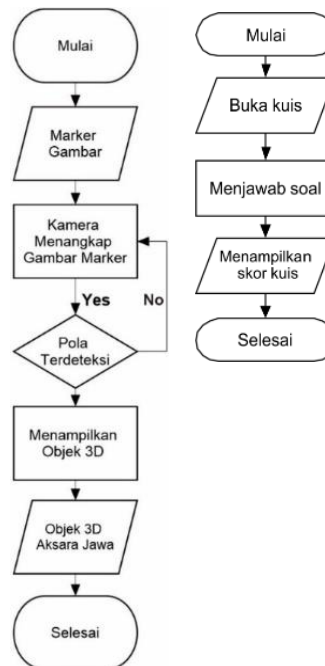 Mulai
Marker
Gambar
Kamera
Menangkap
Gambar Marker
Yes
No
Pola
Terdeteksi
Menampilkan
Objek 3D
Objek 3D
Aksara Jawa
Selesai
Mulai
Buka kuis
Menjawab soal
Menampilkan
skor kuis
Selesai